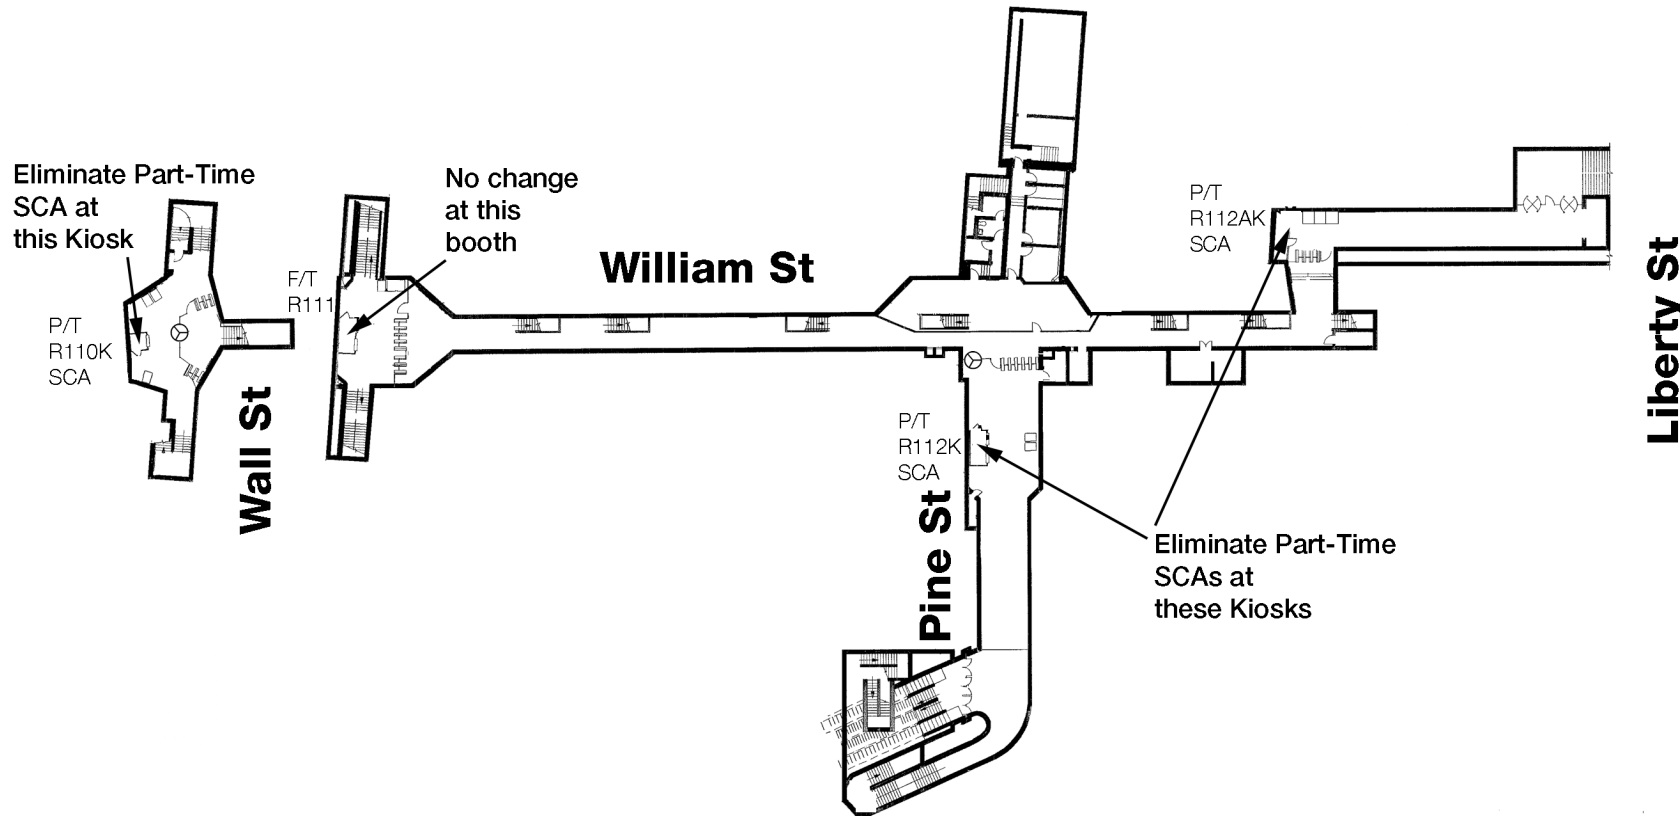 Eliminate Part-Time
SCA at
this Kiosk
No change
at this
booth
P/T
R110K
SCA
F/T
R111
William St
Wall St
P/T
R112AK
SCA
Liberty St
P/T
R112K
SCA
Pine St
Eliminate Part-Time
SCAs at
these Kiosks